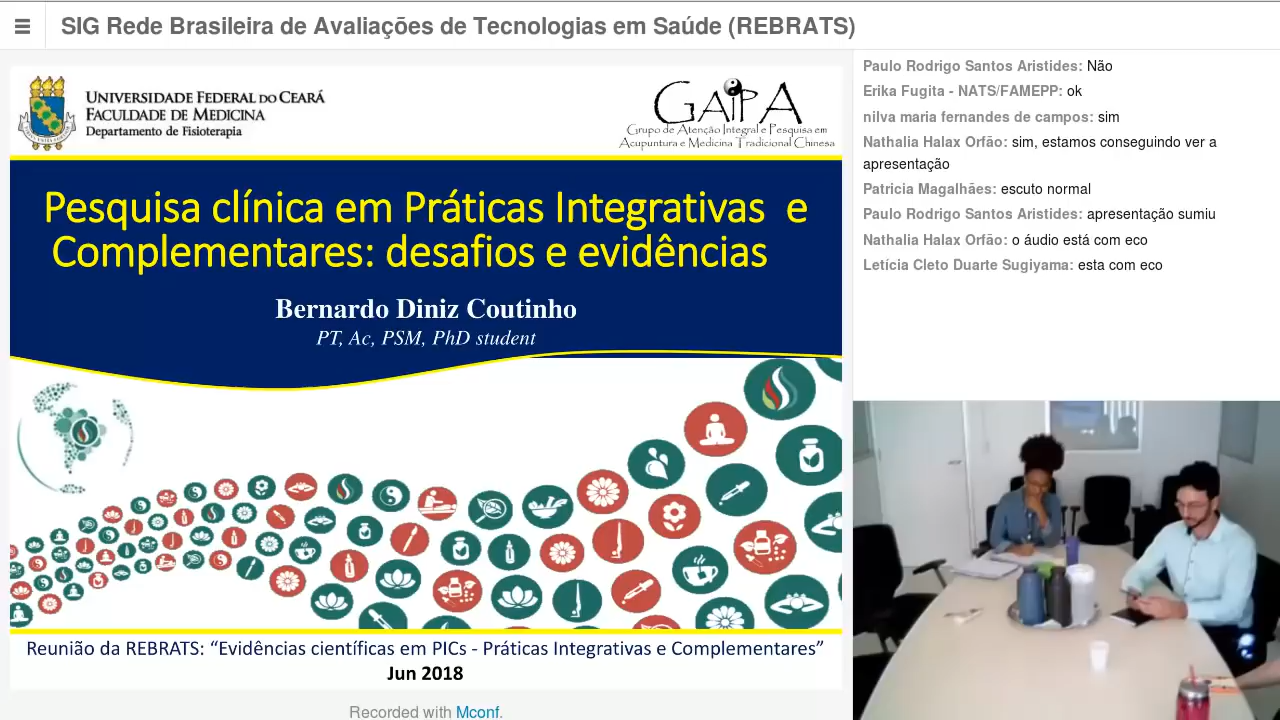 SIG Rede Brasileira de Avaliações de Tecnologias em Saúde (REBRATS)
UNIVERSIDADE FEDERAL DO CEARÁ
FACULDADE DE MEDICINA
Departamento de Fisioterapia
GAIPA
Grupo de Atenção Integral e Pesquisa em
Acupuntura e Medicina Tradicional Chinesa
Pesquisa clínica em Práticas Integrativas e
Complementares: desafios e evidências
Bernardo Diniz Coutinho
PT, Ac, PSM, PhD student
Reunião da REBRATS: “Evidências científicas em PICs - Práticas Integrativas e Complementares”
Jun 2018
Recorded with Mconf.
Paulo Rodrigo Santos Aristides: Não
Erika Fugita - NATS/FAMEPP: ok
nilva maria fernandes de campos: sim
Nathalia Halax Orfão: sim, estamos conseguindo ver a
apresentação
Patricia Magalhães: escuto normal
Paulo Rodrigo Santos Aristides: apresentação sumiu
Nathalia Halax Orfão: o áudio está com eco
Letícia Cleto Duarte Sugiyama: esta com eco